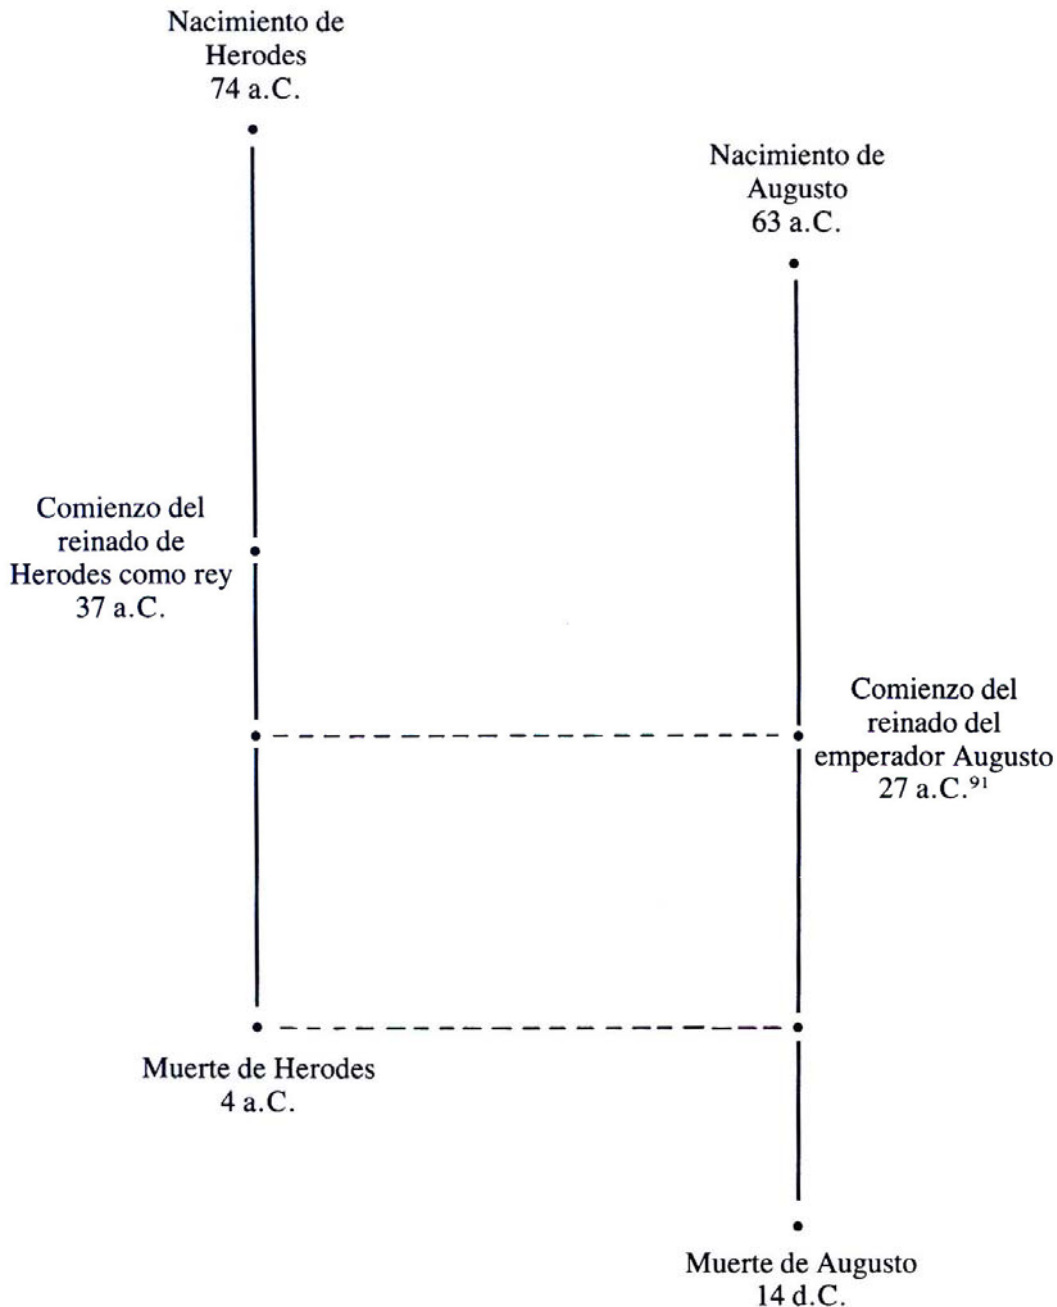 Nacimiento de
Herodes
74 a.C.
Nacimiento de
Augusto
63 a.C.
Comienzo del
reinado de
Herodes como rey
37 a.C.
Comienzo del
reinado del
emperador Augusto
27 a.C.⁹¹
Muerte de Herodes
4 a.C.
Muerte de Augusto
14 d.C.